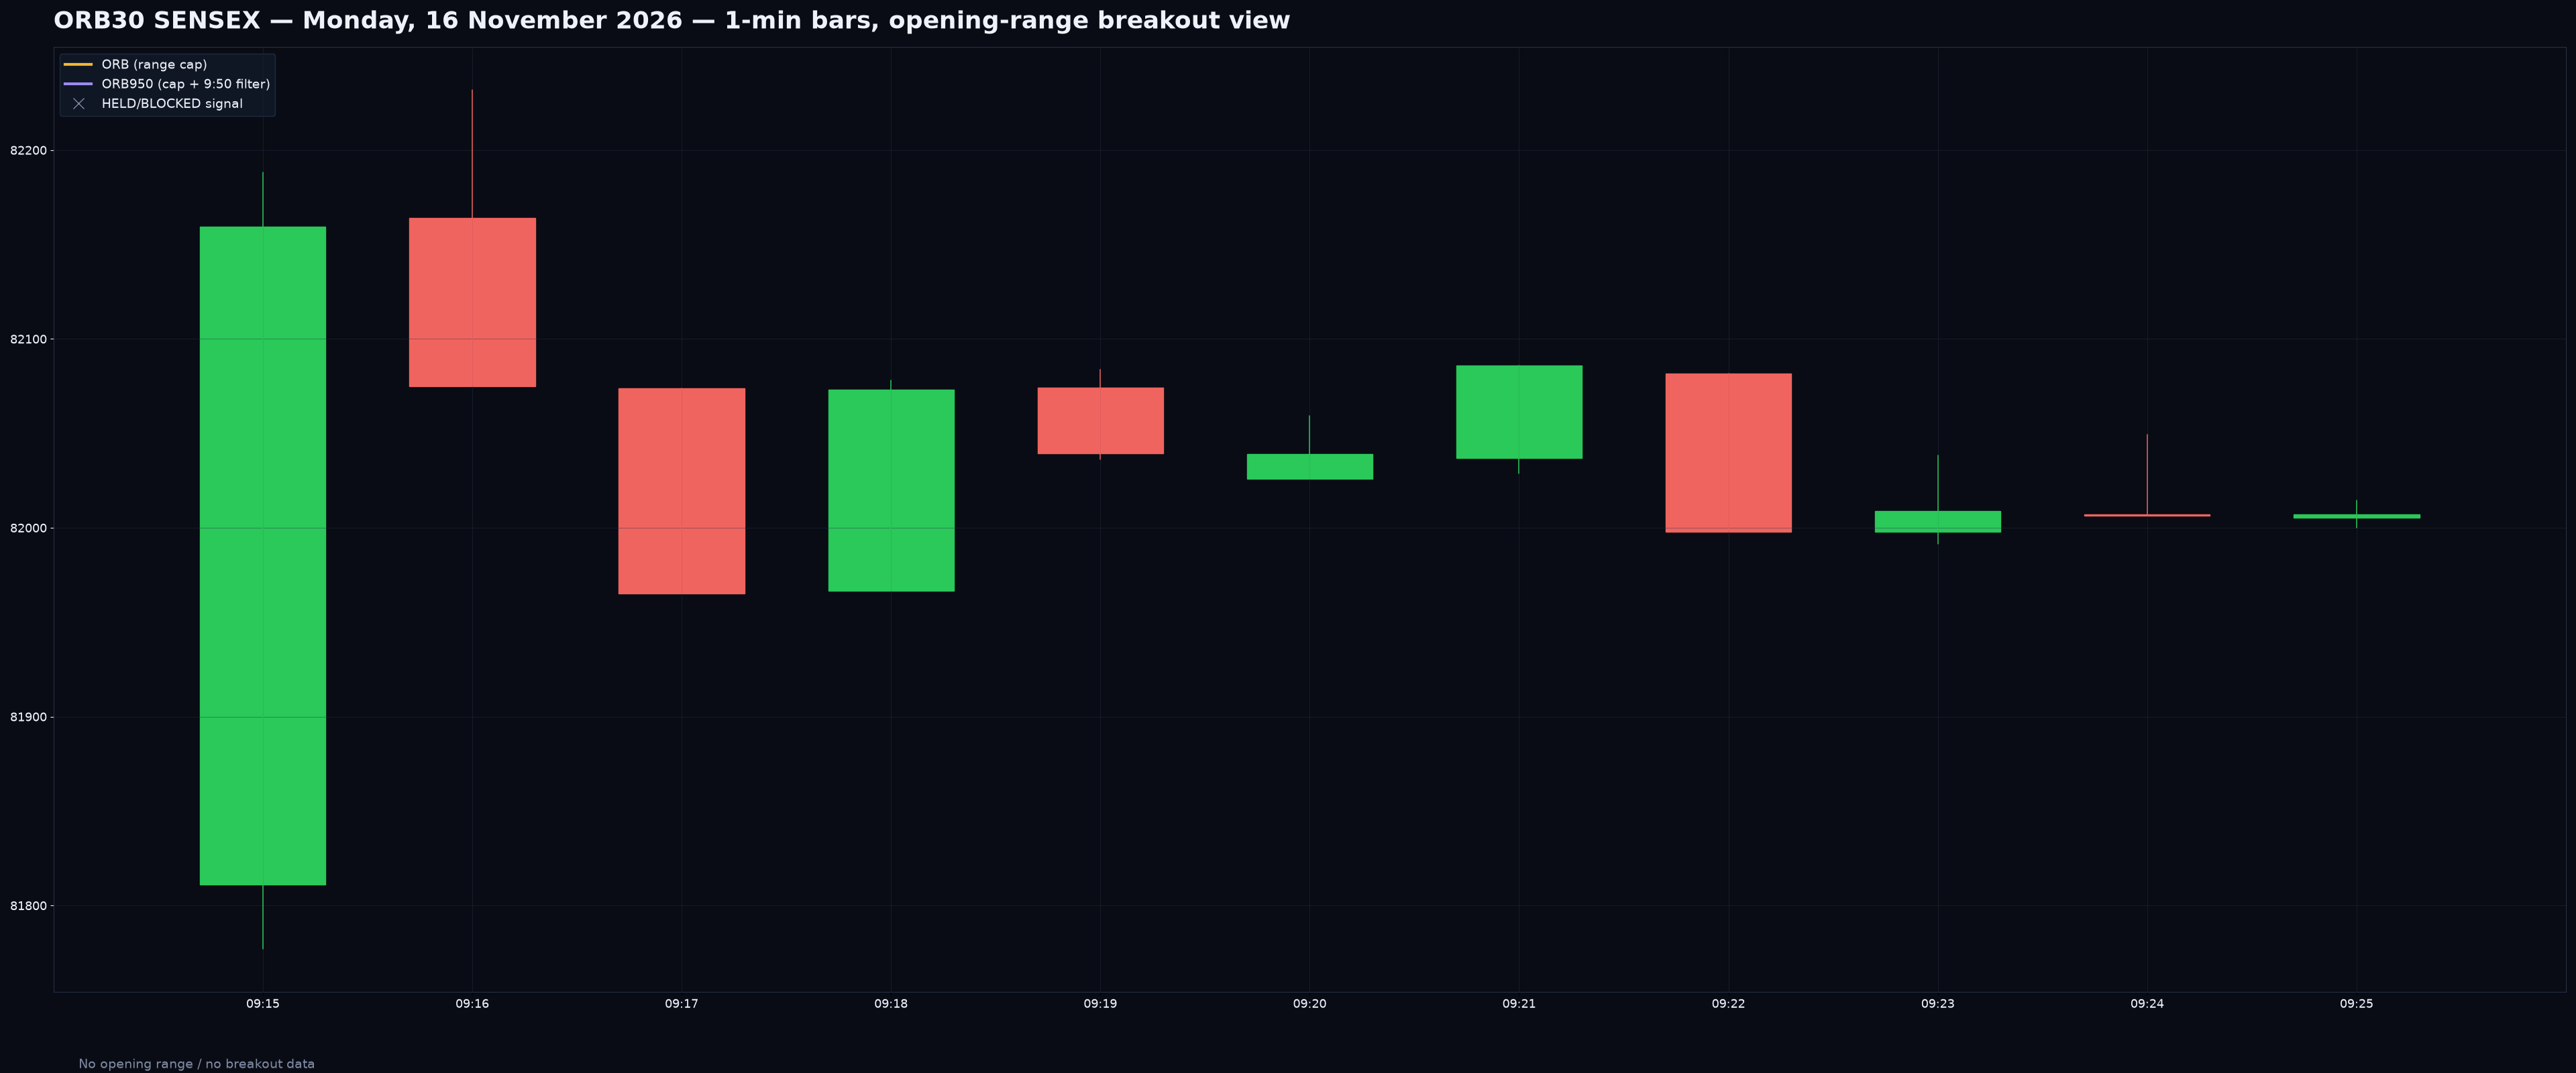 ORB30 SENSEX — Monday, 16 November 2026 — 1-min bars, opening-range breakout view
ORB (range cap)
ORB950 (cap + 9:50 filter)
HELD/BLOCKED signal
82200
82100
82000
81900
81800
09:15 09:16 09:17 09:18 09:19 09:20 09:21 09:22 09:23 09:24 09:25
No opening range / no breakout data